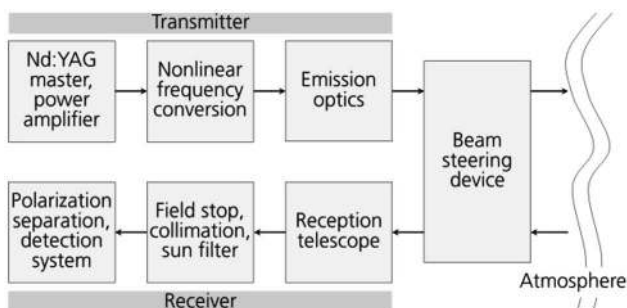 Transmitter
Nd:YAG
master,
power
amplifier
Nonlinear
frequency
conversion
Emission
optics
Beam
steering
device
Polarization
separation,
detection
system
Field stop,
collimation,
sun filter
Reception
telescope
Atmosphere
Receiver